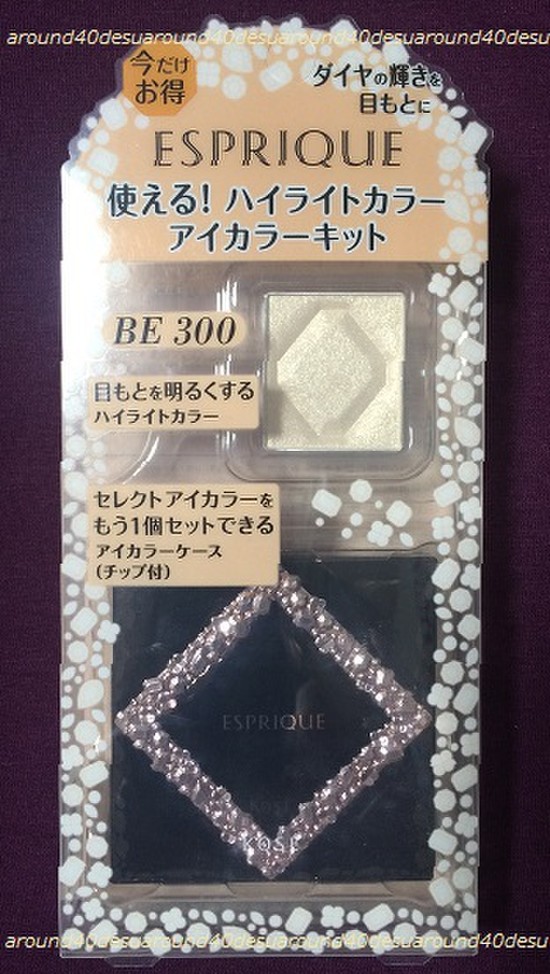 around40desuaround40desuaround40desu
今だけ
お得
ダイヤの輝きを
目もとに
ESPRIQUE
使える!ハイライトカラー
アイカラーキット
BE 300
目もとを明るくする
ハイライトカラー
セレクトアイカラーを
もう1個セットできる
アイカラーケース
(チップ付)
ESPRIQUE
KOSÉ
around40desuaround40desuaround40desu